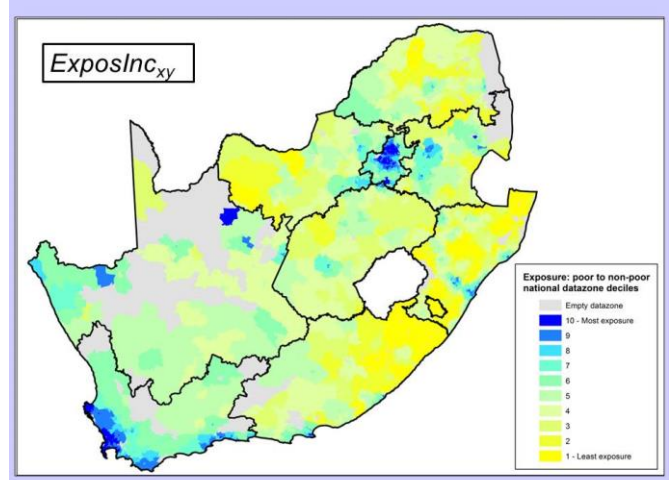 ExposIncxy
Exposure: poor to non-poor
national datazone deciles
Empty datazone
10 - Most exposure
9
8
7
6
5
4
3
2
1 - Least exposure